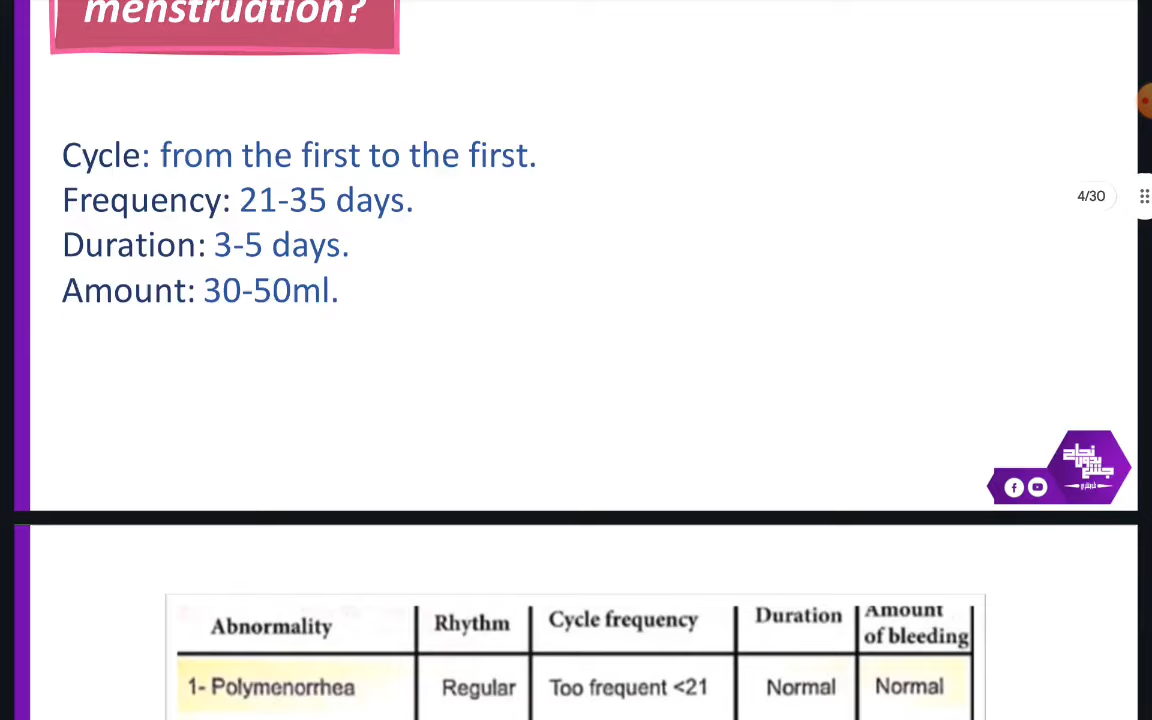 menstruation?
Cycle: from the first to the first.
Frequency: 21-35 days.
4/30
Duration: 3-5 days.
Amount: 30-50ml.
Abnormality Rhythm Cycle frequency Duration Amount of bleeding
1- Polymenorrhea Regular Too frequent <21 Normal Normal